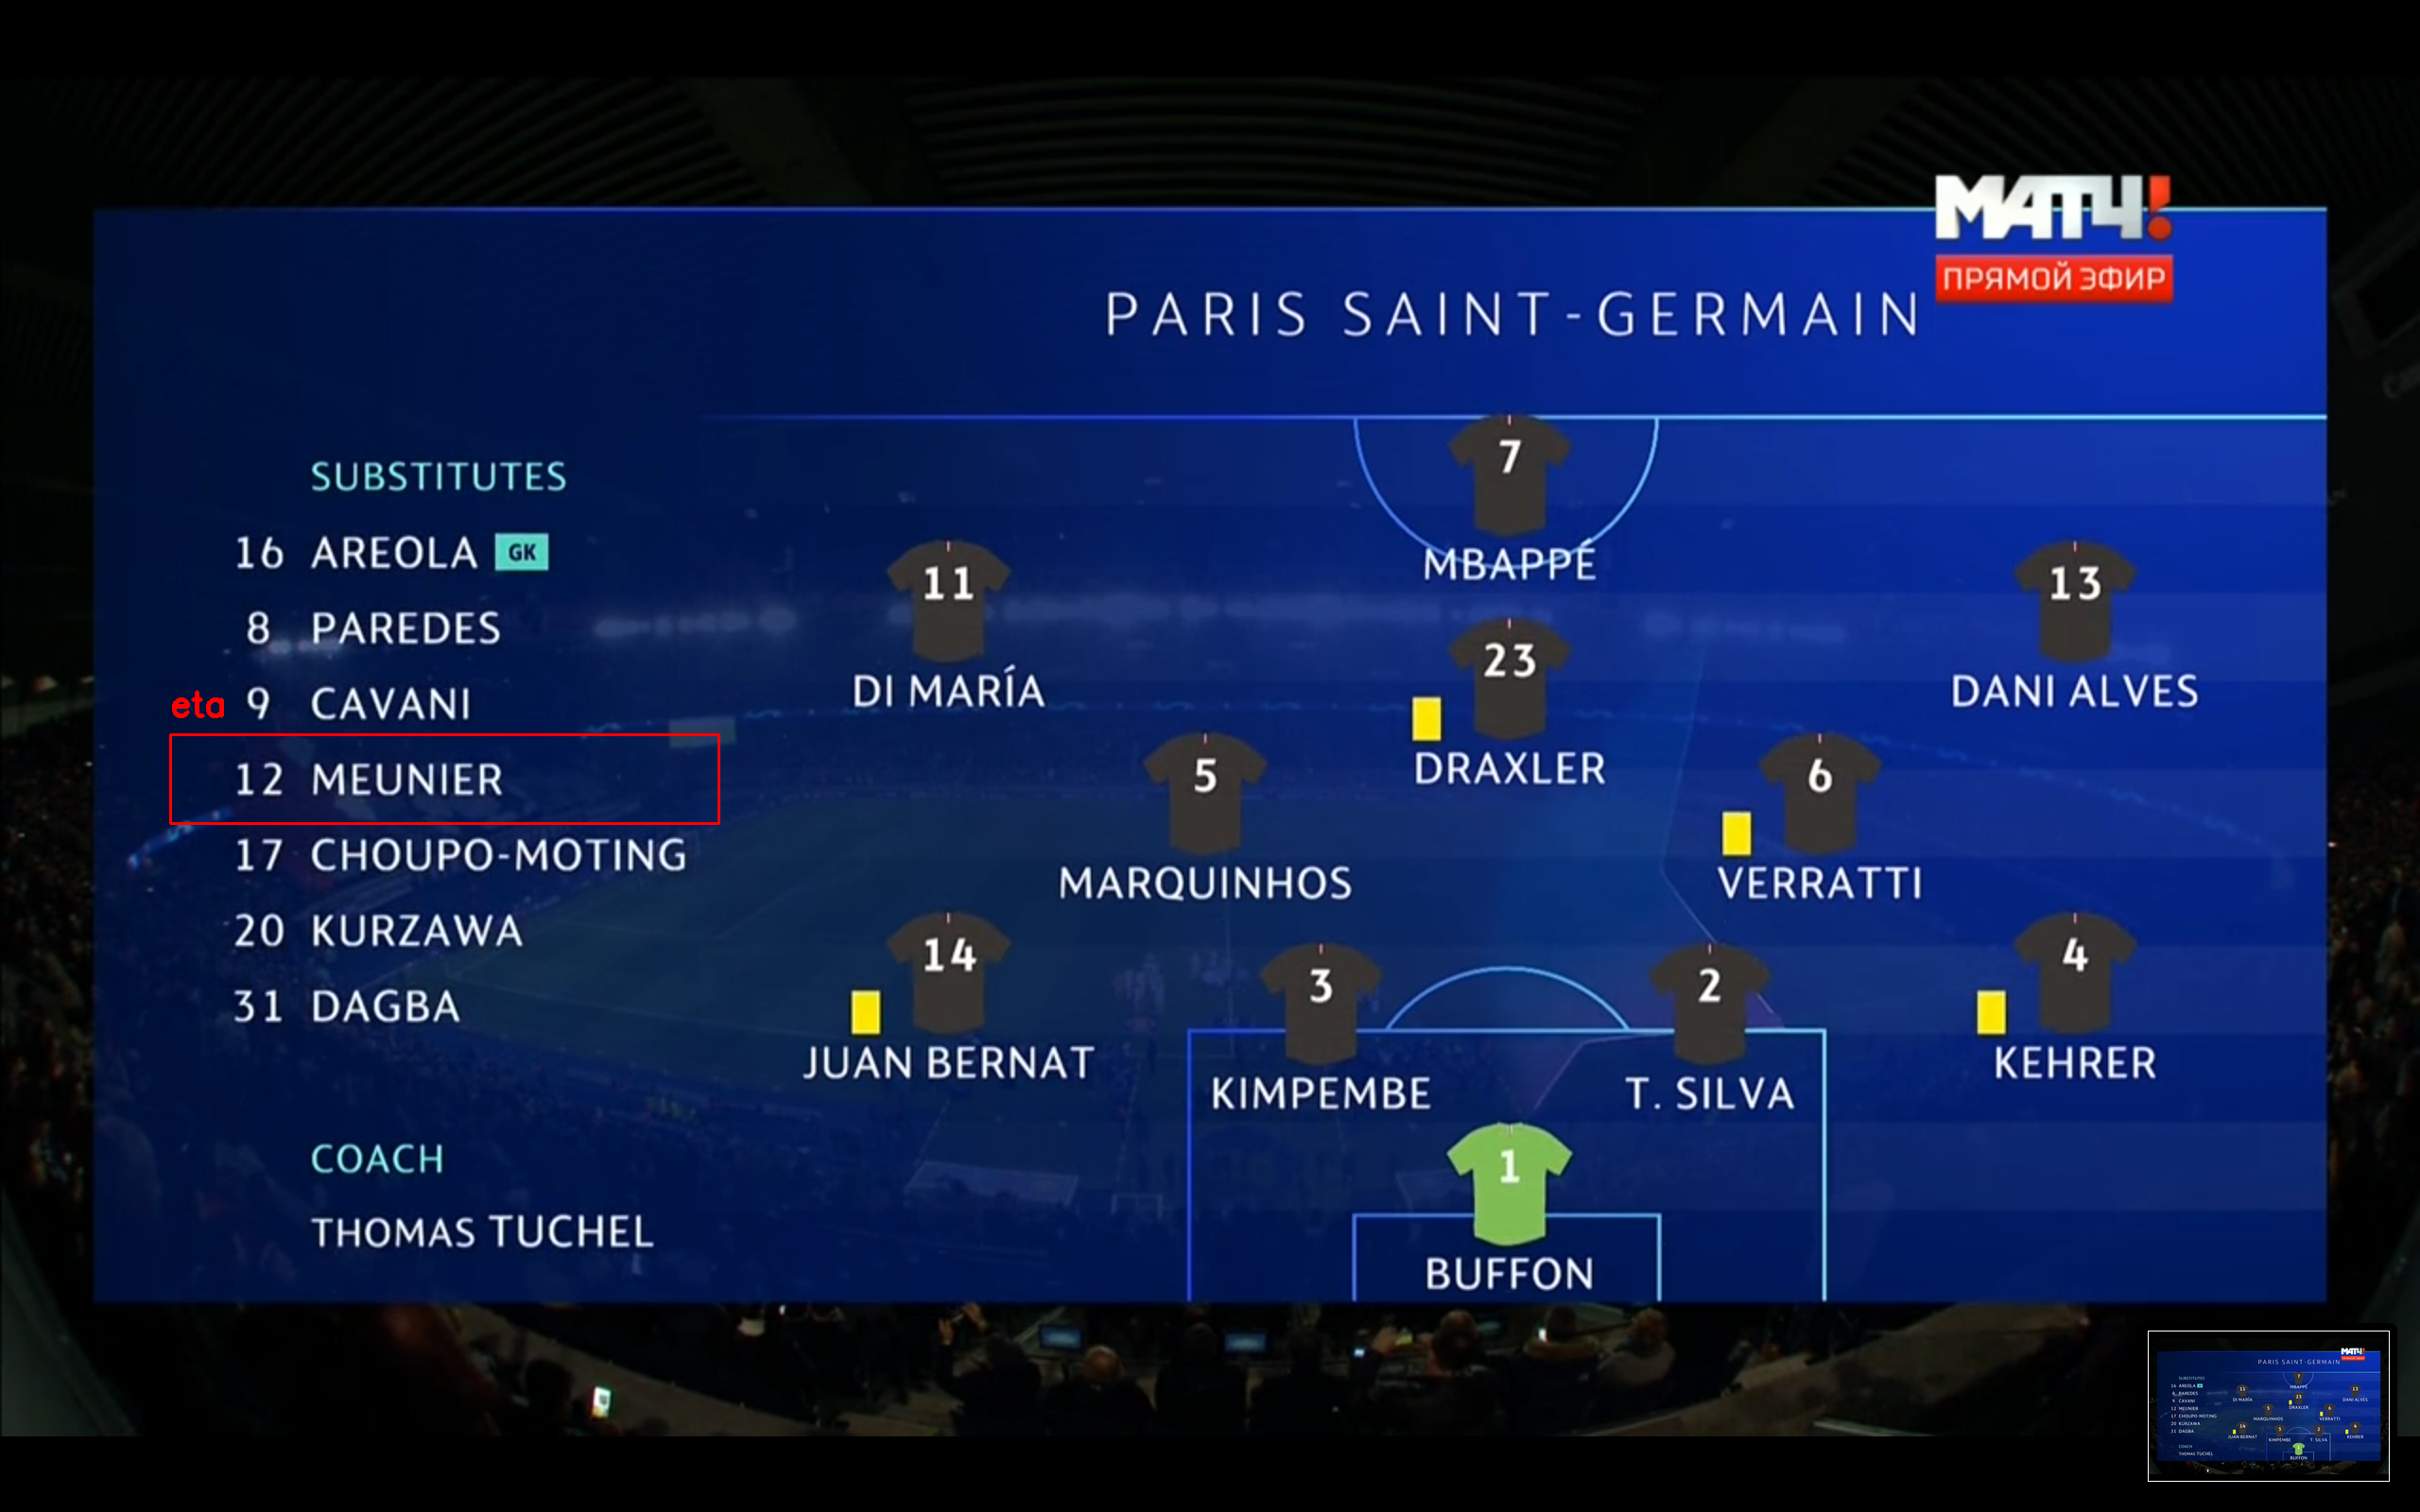 МАТЧ!
ПРЯМОЙ ЭФИР
PARIS SAINT-GERMAIN
SUBSTITUTES
16 AREOLA GK
8 PAREDES
eta 9 CAVANI
12 MEUNIER
17 CHOUPO-MOTING
20 KURZAWA
31 DAGBA
COACH
THOMAS TUCHEL
7
MBAPPÉ
11
DI MARÍA
13
DANI ALVES
23
DRAXLER
5
MARQUINHOS
6
VERRATTI
14
JUAN BERNAT
3
KIMPEMBE
2
T. SILVA
4
KEHRER
1
BUFFON